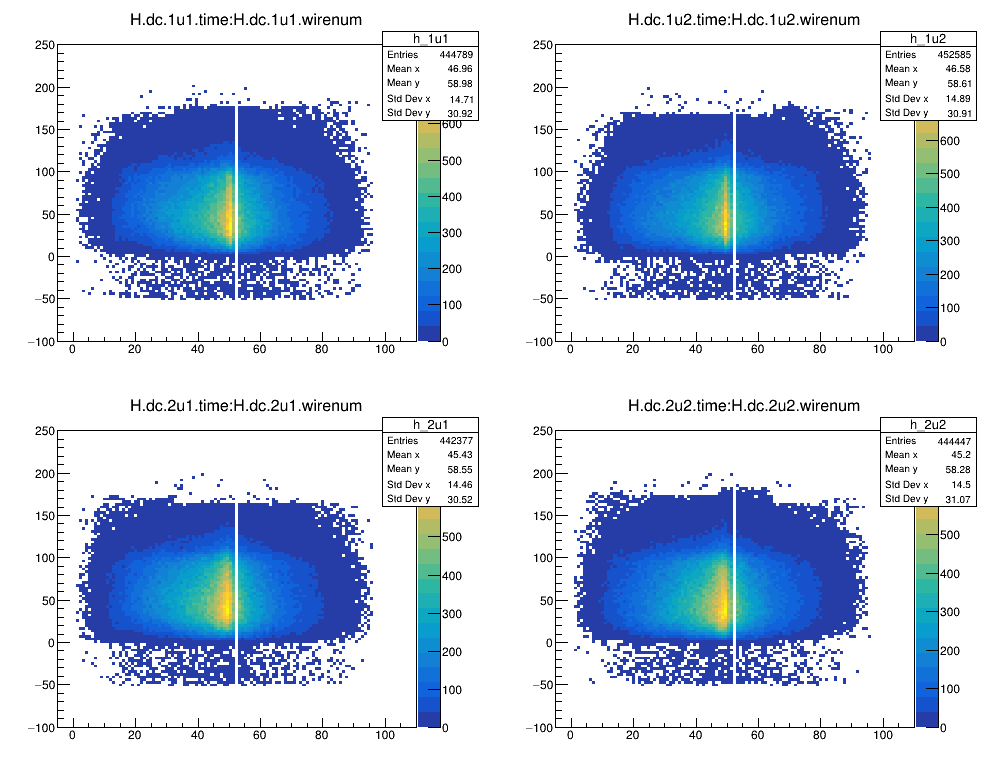 H.dc.1u1.time:H.dc.1u1.wirenum
h_1u1
Entries 444789
Mean x 46.96
Mean y 58.98
Std Dev x 14.71
Std Dev y 30.92
250
200
150
100
50
0
−50
−100
0 20 40 60 80 100
600
500
400
300
200
100
0
H.dc.1u2.time:H.dc.1u2.wirenum
h_1u2
Entries 452585
Mean x 46.58
Mean y 58.61
Std Dev x 14.89
Std Dev y 30.91
250
200
150
100
50
0
−50
−100
0 20 40 60 80 100
600
500
400
300
200
100
0
H.dc.2u1.time:H.dc.2u1.wirenum
h_2u1
Entries 442377
Mean x 45.43
Mean y 58.55
Std Dev x 14.46
Std Dev y 30.52
250
200
150
100
50
0
−50
−100
0 20 40 60 80 100
500
400
300
200
100
0
H.dc.2u2.time:H.dc.2u2.wirenum
h_2u2
Entries 444447
Mean x 45.2
Mean y 58.28
Std Dev x 14.5
Std Dev y 31.07
250
200
150
100
50
0
−50
−100
0 20 40 60 80 100
500
400
300
200
100
0